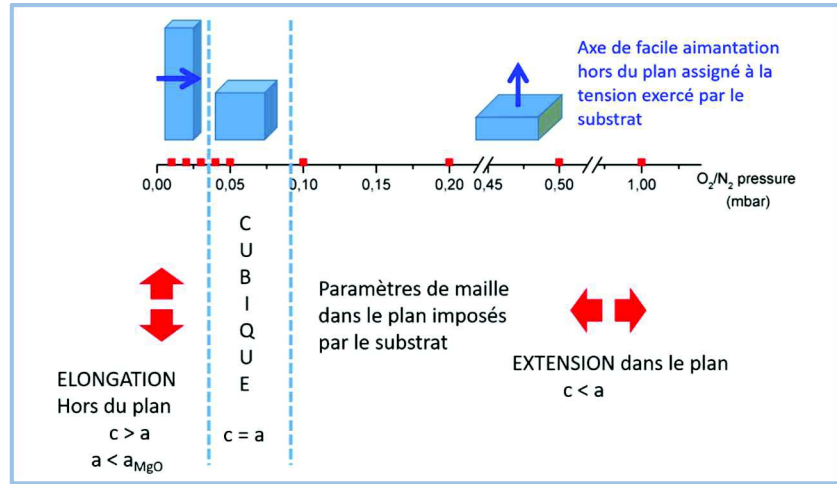 Axe de facile aimantation
hors du plan assigné à la
tension exercé par le
substrat
0,00 0,05 0,10 0,15 0,20 0,45 0,50 1,00
O₂/N₂ pressure
(mbar)
C
U
B
I
Q
U
E
c = a
ELONGATION
Hors du plan
c > a
a < aMgO
Paramètres de maille
dans le plan imposés
par le substrat
EXTENSION dans le plan
c < a